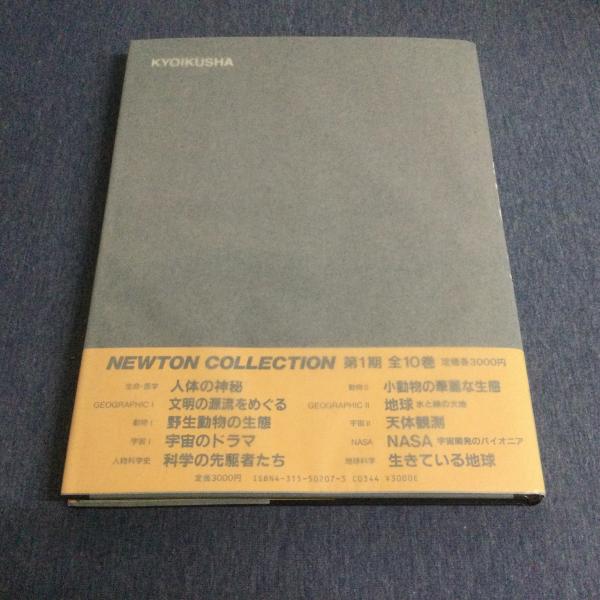 KYOIKUSHA
NEWTON COLLECTION 第1期 全10巻 定価各3000円
生命・医学 人体の神秘
動物II 小動物の華麗な生態
GEOGRAPHIC I 文明の源流をめぐる
GEOGRAPHIC II 地球 水と緑の大地
動物I 野生動物の生態
宇宙II 天体観測
宇宙I 宇宙のドラマ
NASA NASA 宇宙開発のパイオニア
人物科学史 科学の先駆者たち
地球科学 生きている地球
定価3000円 ISBN4-315-50207-3 C0344 ¥3000E